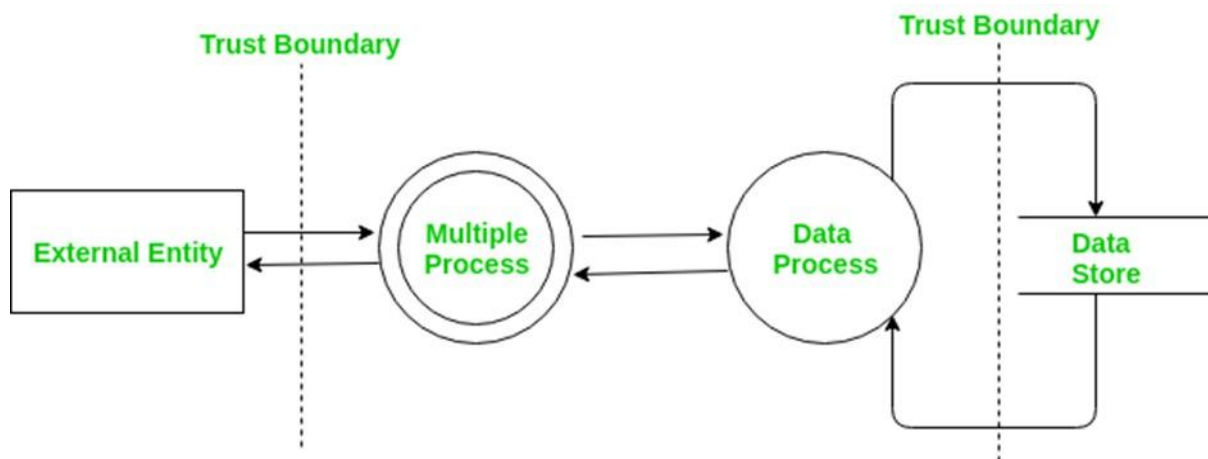 Trust Boundary
Trust Boundary
External Entity
Multiple
Process
Data
Process
Data
Store